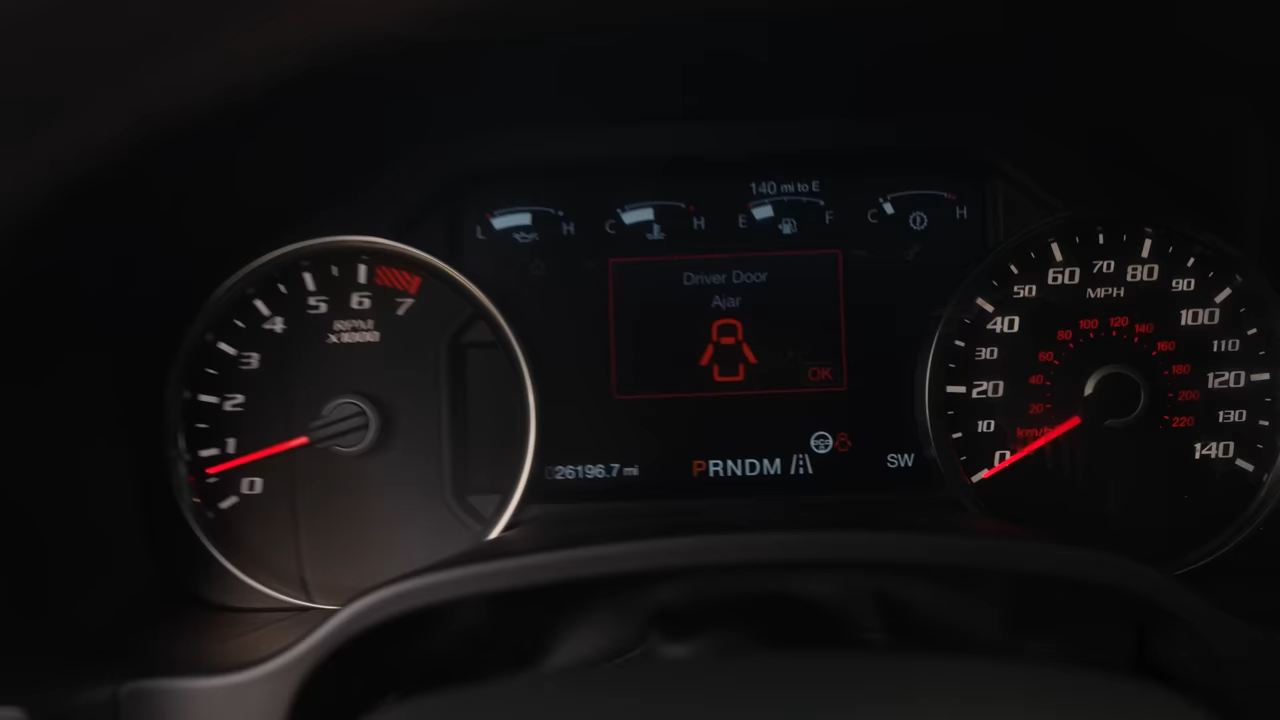 140 mi to E
L H
C H
E F
C H
Driver Door
Ajar
OK
0 1 2 3 4 5 6 7
RPM
x1000
0 10 20 30 40 50 60 70 80 90 100 110 120 130 140
MPH
20 40 60 80 100 120 140 160 180 200 220
km/h
026196.7 mi
PRNDM
SW